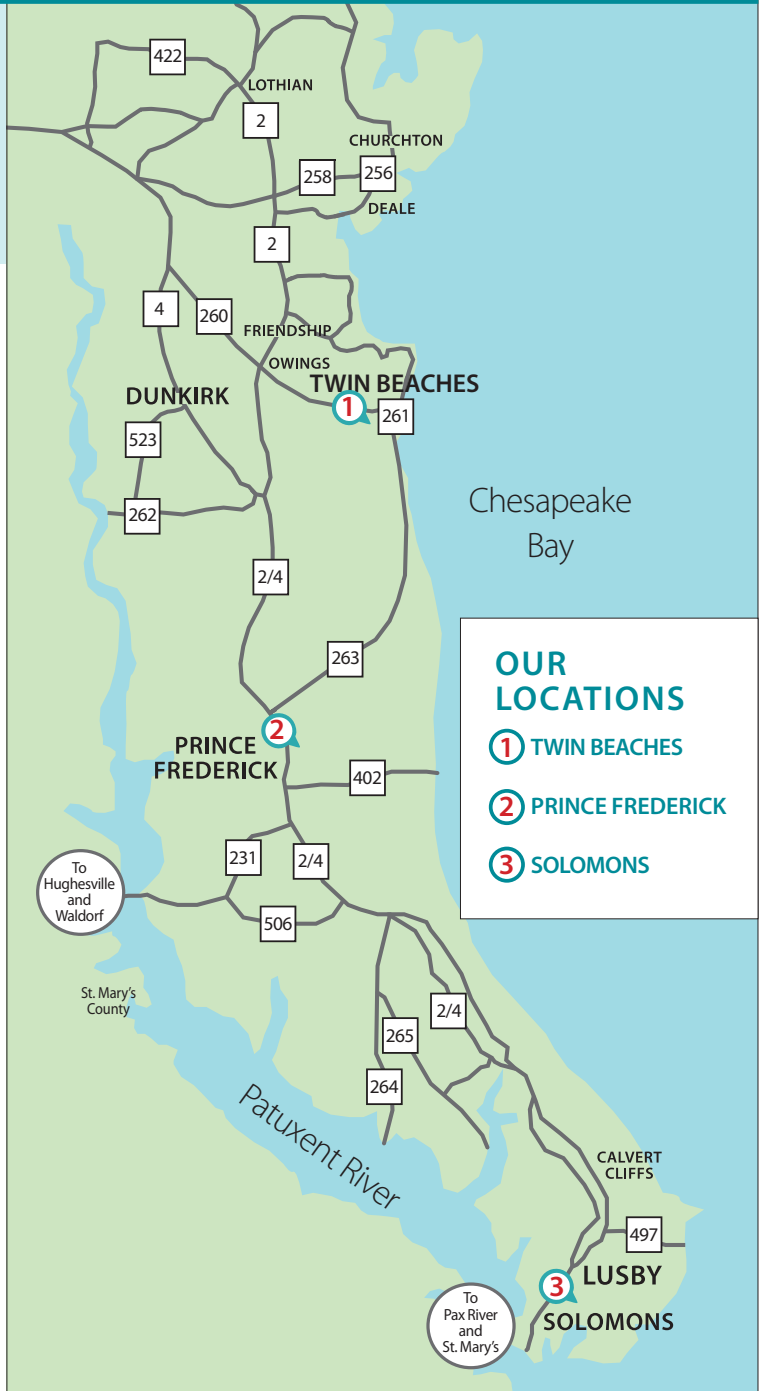 422
LOTHIAN
2
CHURCHTON
258
256
DEALE
2
4
260
FRIENDSHIP
OWINGS
TWIN BEACHES
DUNKIRK
1
261
523
262
Chesapeake
Bay
2/4
263
OUR
LOCATIONS
1 TWIN BEACHES
2 PRINCE FREDERICK
3 SOLOMONS
2
PRINCE
FREDERICK
402
231
2/4
To
Hughesville
and
Waldorf
506
St. Mary's
County
2/4
265
264
Patuxent River
CALVERT
CLIFFS
497
3
LUSBY
SOLOMONS
To
Pax River
and
St. Mary's